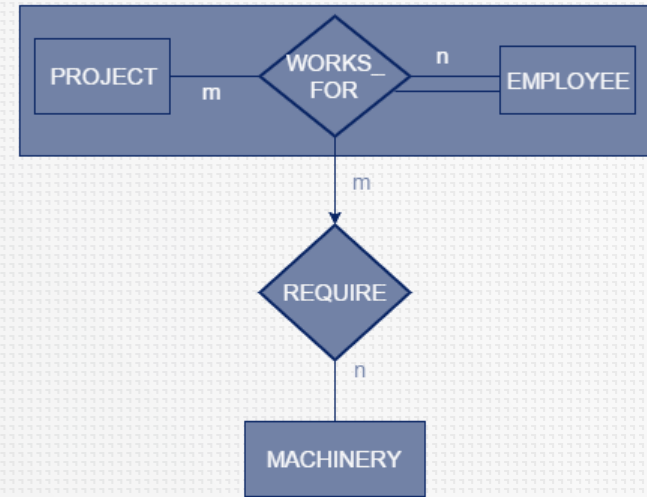 PROJECT
m
WORKS_
FOR
n
EMPLOYEE
m
REQUIRE
n
MACHINERY